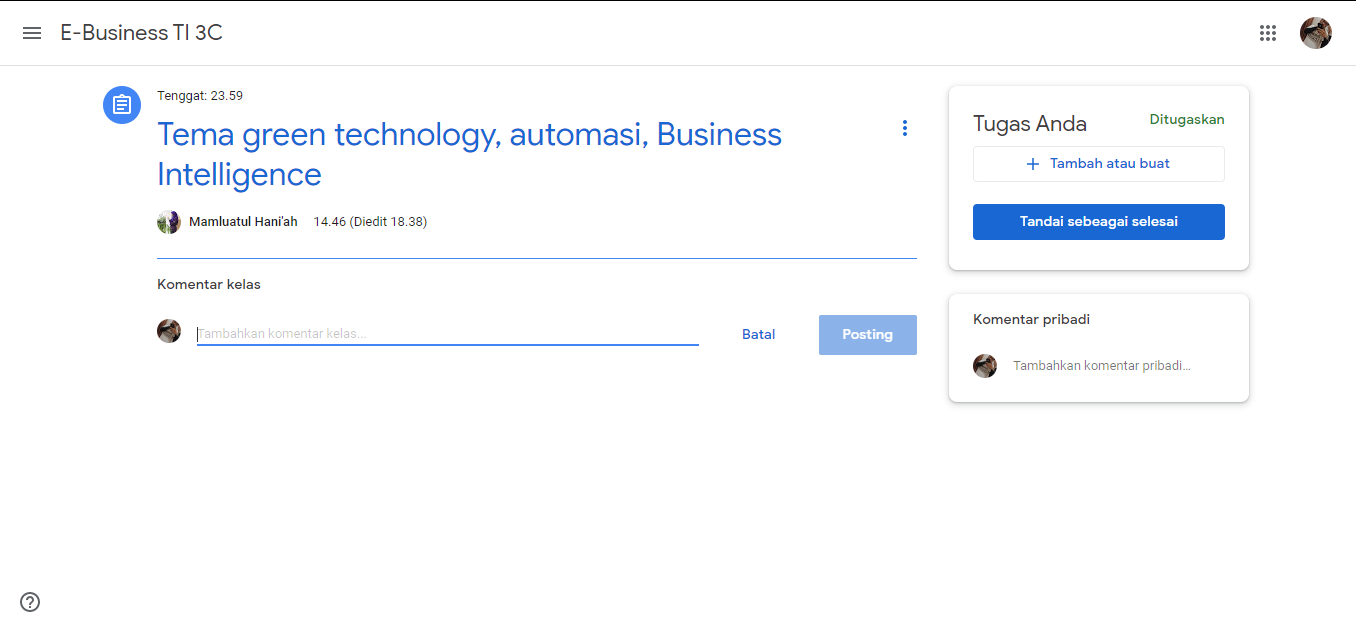 E-Business TI 3C
Tenggat: 23.59
Tema green technology, automasi, Business
Intelligence
Mamluatul Hani'ah 14.46 (Diedit 18.38)
Komentar kelas
Tambahkan komentar kelas...
Batal
Posting
Tugas Anda
Ditugaskan
+ Tambah atau buat
Tandai sebeagai selesai
Komentar pribadi
Tambahkan komentar pribadi...